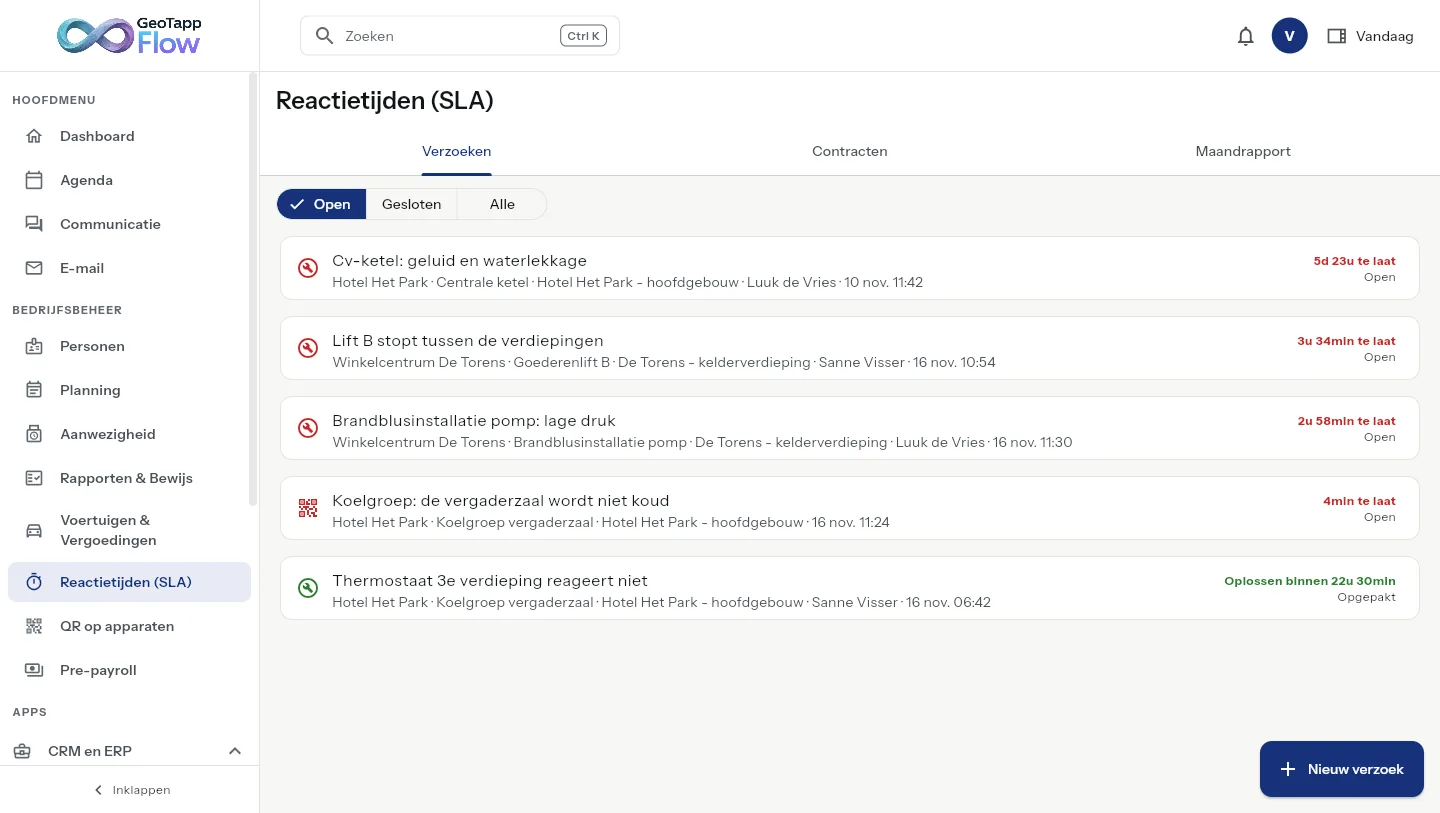 GeoTapp
Flow
Zoeken
Ctrl K
V
Vandaag
HOOFDMENU
Dashboard
Agenda
Communicatie
E-mail
BEDRIJFSBEHEER
Personen
Planning
Aanwezigheid
Rapporten & Bewijs
Voertuigen &
Vergoedingen
Reactietijden (SLA)
QR op apparaten
Pre-payroll
APPS
CRM en ERP
Inklappen
Reactietijden (SLA)
Verzoeken
Contracten
Maandrapport
Open
Gesloten
Alle
Cv-ketel: geluid en waterlekkage
Hotel Het Park · Centrale ketel · Hotel Het Park - hoofdgebouw · Luuk de Vries · 10 nov. 11:42
5d 23u te laat
Open
Lift B stopt tussen de verdiepingen
Winkelcentrum De Torens · Goederenlift B · De Torens - kelderverdieping · Sanne Visser · 16 nov. 10:54
3u 34min te laat
Open
Brandblusinstallatie pomp: lage druk
Winkelcentrum De Torens · Brandblusinstallatie pomp · De Torens - kelderverdieping · Luuk de Vries · 16 nov. 11:30
2u 58min te laat
Open
Koelgroep: de vergaderzaal wordt niet koud
Hotel Het Park · Koelgroep vergaderzaal · Hotel Het Park - hoofdgebouw · 16 nov. 11:24
4min te laat
Open
Thermostaat 3e verdieping reageert niet
Hotel Het Park · Koelgroep vergaderzaal · Hotel Het Park - hoofdgebouw · Sanne Visser · 16 nov. 06:42
Oplossen binnen 22u 30min
Opgepakt
Nieuw verzoek